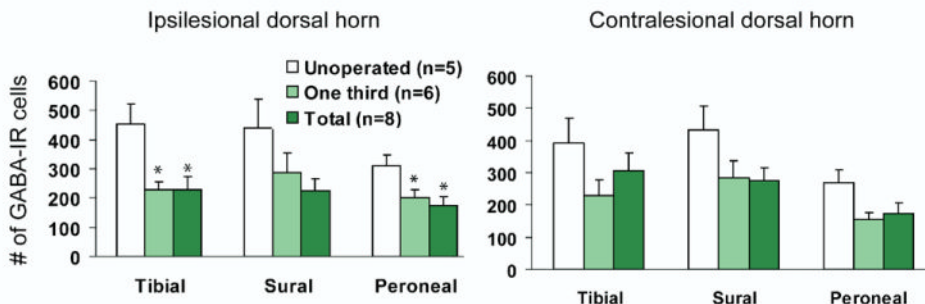 Ipsilesional dorsal horn
Contralesional dorsal horn
# of GABA-IR cells
600
500
400
300
200
100
0
Unoperated (n=5)
One third (n=6)
Total (n=8)
* * * *
Tibial Sural Peroneal
600
500
400
300
200
100
0
Tibial Sural Peroneal